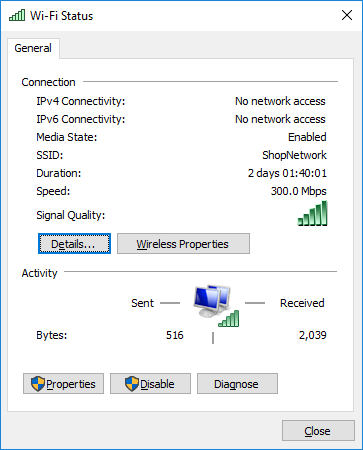 Wi-Fi Status
General
Connection
IPv4 Connectivity: No network access
IPv6 Connectivity: No network access
Media State: Enabled
SSID: ShopNetwork
Duration: 2 days 01:40:01
Speed: 300.0 Mbps
Signal Quality:
Details... Wireless Properties
Activity
Sent Received
Bytes: 516 2,039
Properties Disable Diagnose
Close